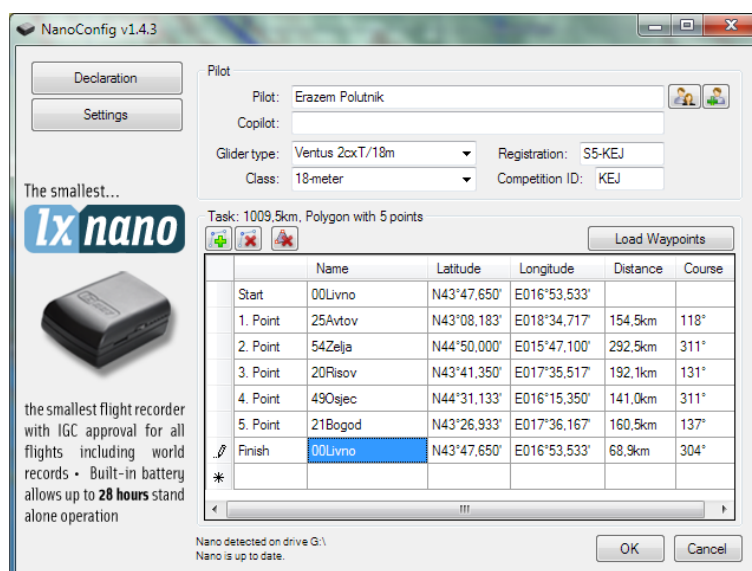 NanoConfig v1.4.3
Declaration
Settings
The smallest...
lx nano
the smallest flight recorder
with IGC approval for all
flights including world
records • Built-in battery
allows up to 28 hours stand
alone operation
Pilot
Pilot: Erazem Polutnik
Copilot:
Glider type: Ventus 2cxT/18m Registration: S5-KEJ
Class: 18-meter Competition ID: KEJ
Task: 1009,5km, Polygon with 5 points
Load Waypoints
Name Latitude Longitude Distance Course
Start 00Livno N43°47,650' E016°53,533'
1. Point 25Avtov N43°08,183' E018°34,717' 154,5km 118°
2. Point 54Zelja N44°50,000' E015°47,100' 292,5km 311°
3. Point 20Risov N43°41,350' E017°35,517' 192,1km 131°
4. Point 49Osjec N44°31,133' E016°15,350' 141,0km 311°
5. Point 21Bogod N43°26,933' E017°36,167' 160,5km 137°
Finish 00Livno N43°47,650' E016°53,533' 68,9km 304°
Nano detected on drive G:\
Nano is up to date.
OK Cancel